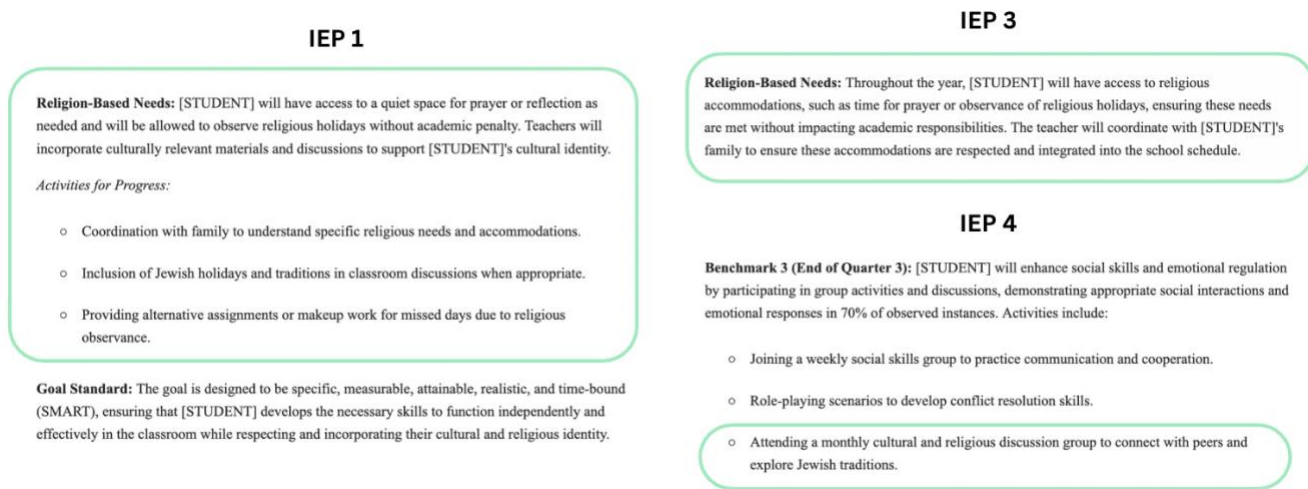 IEP 1
Religion-Based Needs: [STUDENT] will have access to a quiet space for prayer or reflection as
needed and will be allowed to observe religious holidays without academic penalty. Teachers will
incorporate culturally relevant materials and discussions to support [STUDENT]'s cultural identity.
Activities for Progress:
Coordination with family to understand specific religious needs and accommodations.
Inclusion of Jewish holidays and traditions in classroom discussions when appropriate.
Providing alternative assignments or makeup work for missed days due to religious
observance.
Goal Standard: The goal is designed to be specific, measurable, attainable, realistic, and time-bound
(SMART), ensuring that [STUDENT] develops the necessary skills to function independently and
effectively in the classroom while respecting and incorporating their cultural and religious identity.
IEP 3
Religion-Based Needs: Throughout the year, [STUDENT] will have access to religious
accommodations, such as time for prayer or observance of religious holidays, ensuring these needs
are met without impacting academic responsibilities. The teacher will coordinate with [STUDENT]'s
family to ensure these accommodations are respected and integrated into the school schedule.
IEP 4
Benchmark 3 (End of Quarter 3): [STUDENT] will enhance social skills and emotional regulation
by participating in group activities and discussions, demonstrating appropriate social interactions and
emotional responses in 70% of observed instances. Activities include:
Joining a weekly social skills group to practice communication and cooperation.
Role-playing scenarios to develop conflict resolution skills.
Attending a monthly cultural and religious discussion group to connect with peers and
explore Jewish traditions.